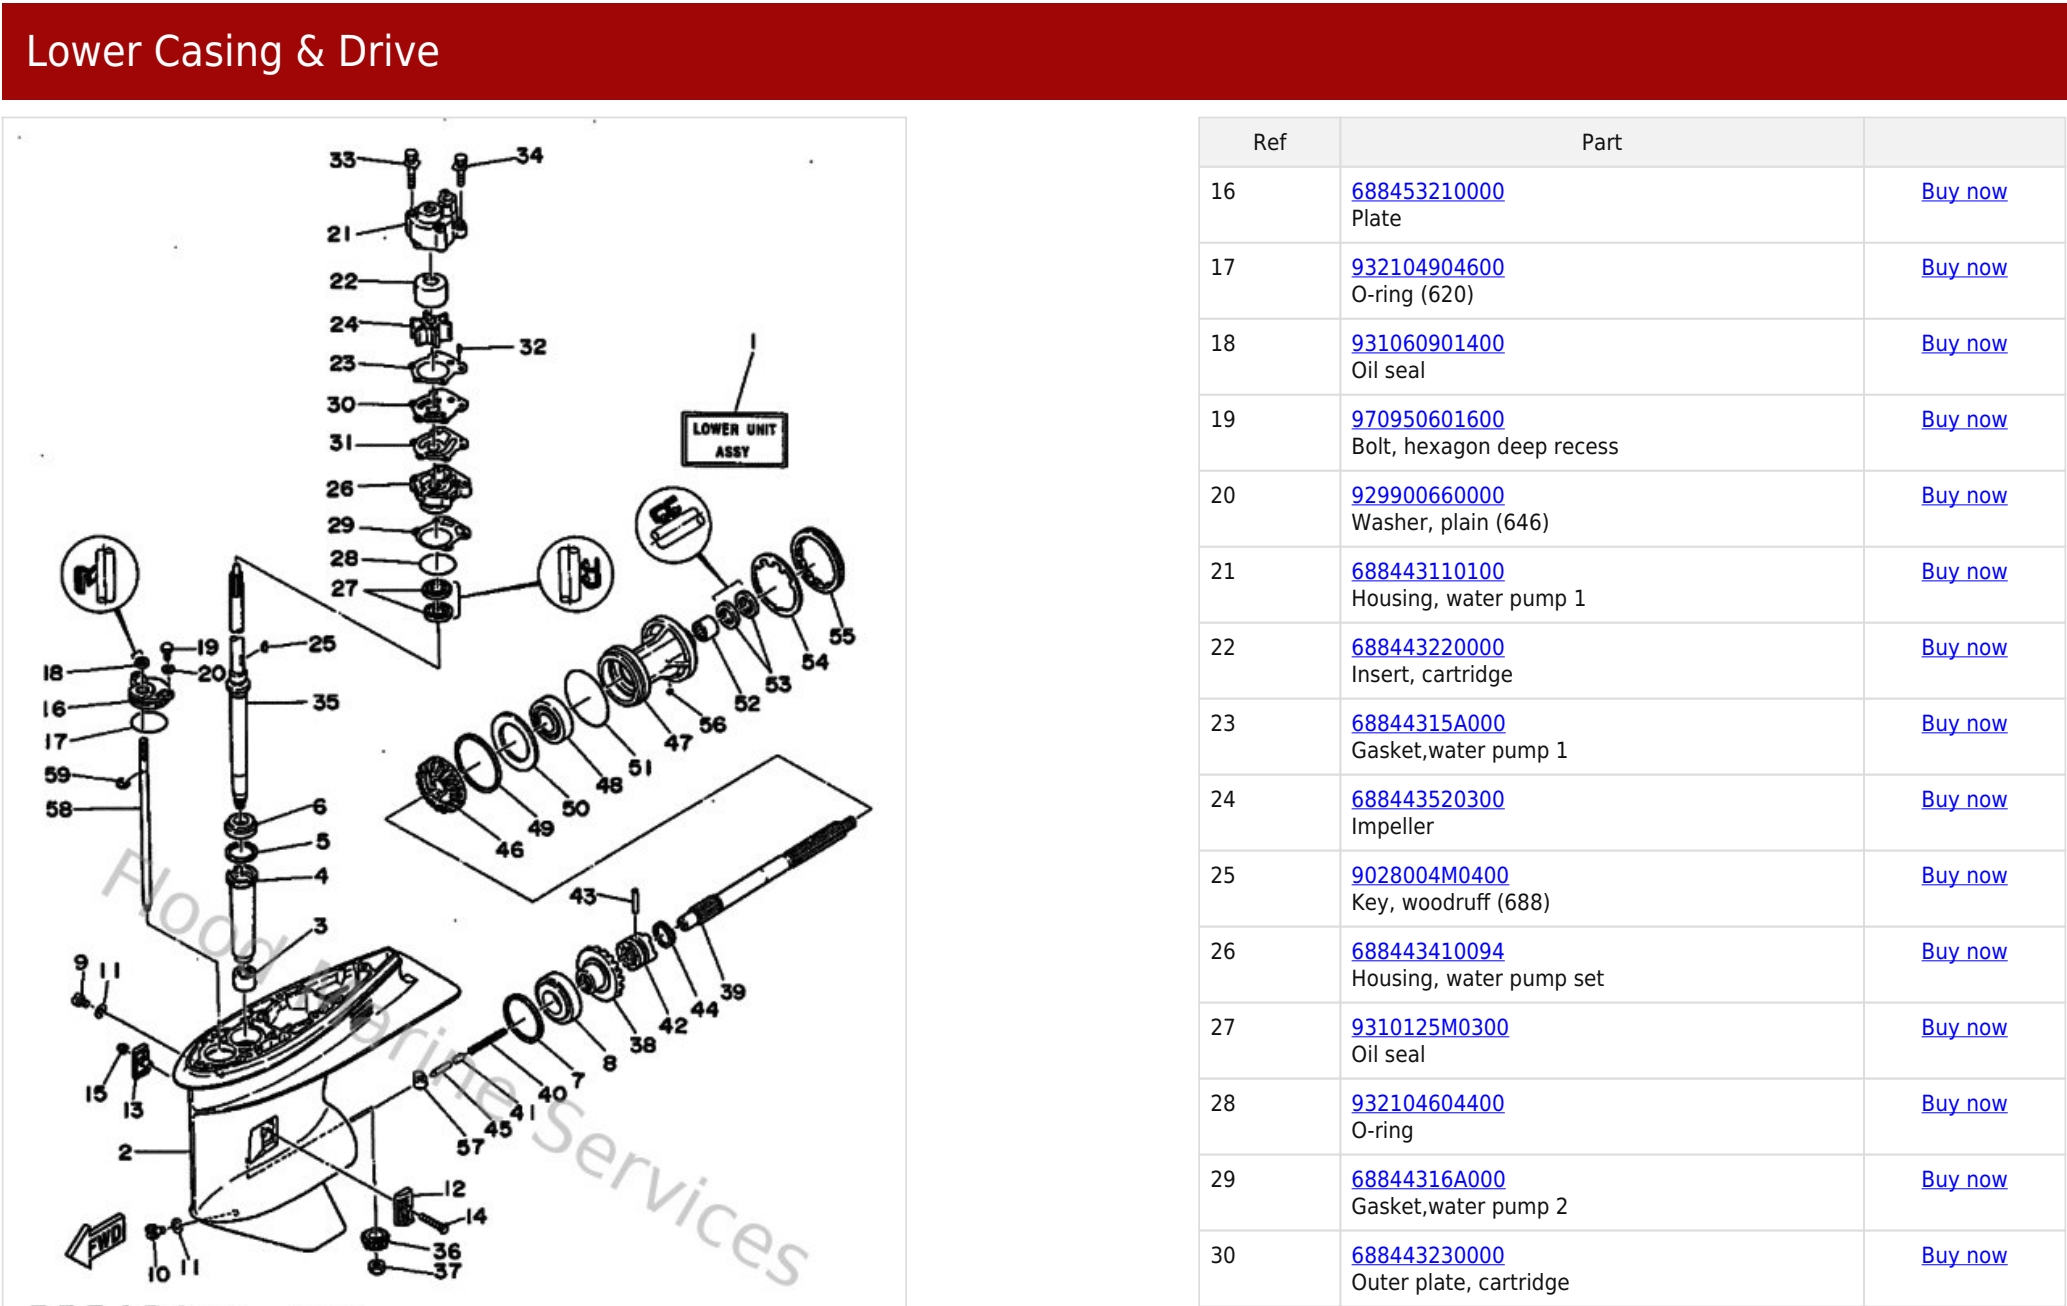 Lower Casing & Drive
33
34
21
22
24
32
23
1
30
31
LOWER UNIT
ASSY
26
29
28
27
19
25
18
20
55
54
53
16
35
52
56
17
47
59
51
48
58
6
50
49
5
46
4
43
3
9
11
39
44
42
38
8
7
15
13
40
41
45
57
2
12
14
FWD
36
10
11
37
Flood Marine Services
Ref Part
16 688453210000 Buy now
Plate
17 932104904600 Buy now
O-ring (620)
18 931060901400 Buy now
Oil seal
19 970950601600 Buy now
Bolt, hexagon deep recess
20 929900660000 Buy now
Washer, plain (646)
21 688443110100 Buy now
Housing, water pump 1
22 688443220000 Buy now
Insert, cartridge
23 68844315A000 Buy now
Gasket,water pump 1
24 688443520300 Buy now
Impeller
25 9028004M0400 Buy now
Key, woodruff (688)
26 688443410094 Buy now
Housing, water pump set
27 9310125M0300 Buy now
Oil seal
28 932104604400 Buy now
O-ring
29 68844316A000 Buy now
Gasket,water pump 2
30 688443230000 Buy now
Outer plate, cartridge